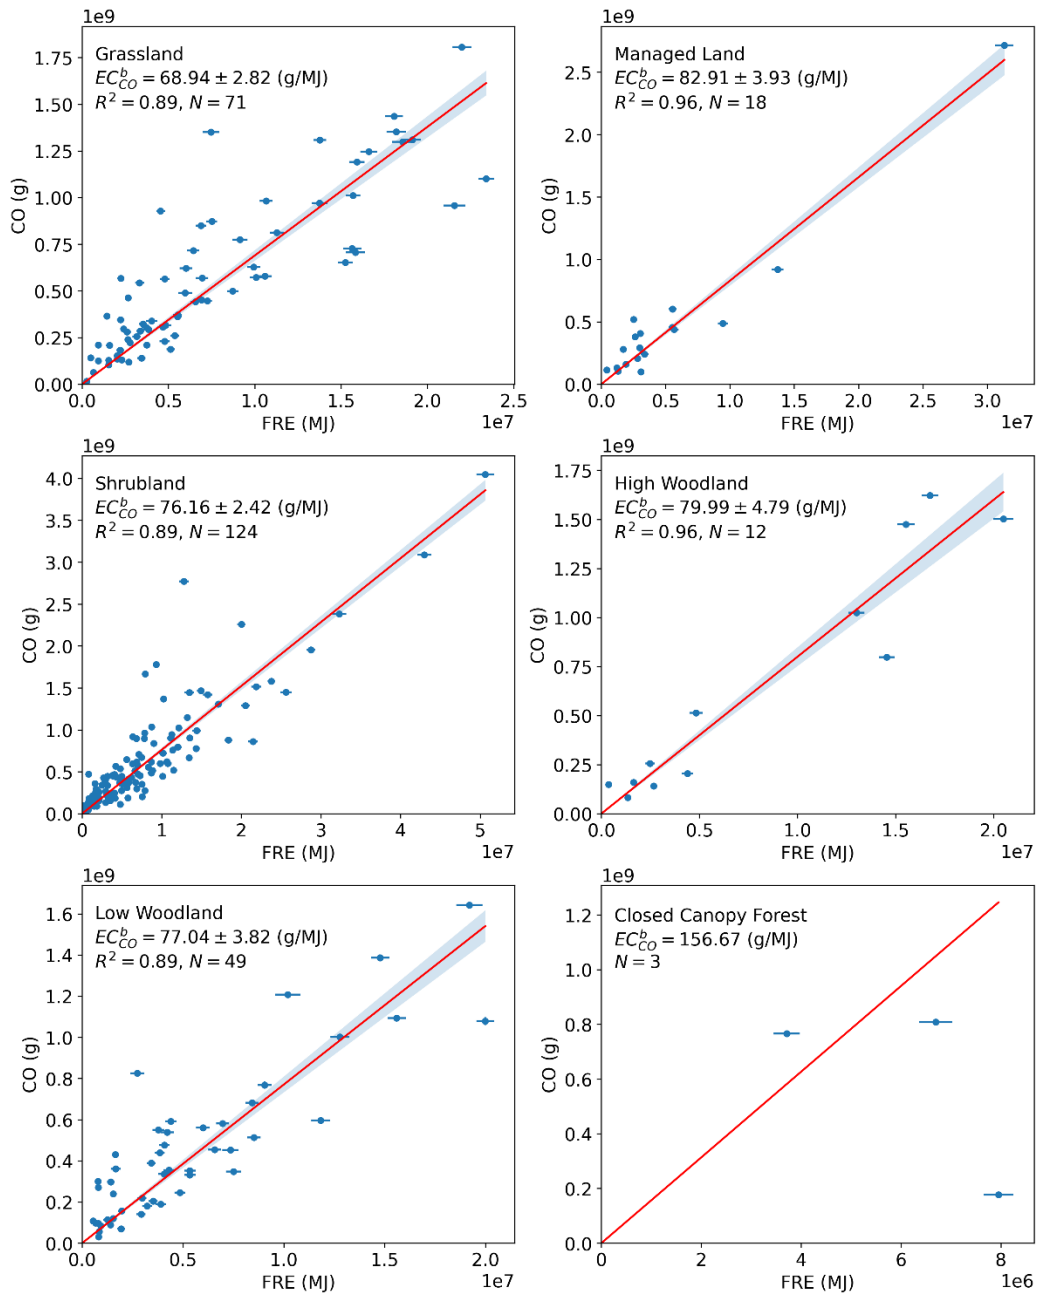 1e9
Grassland
EC^b_CO = 68.94 ± 2.82 (g/MJ)
R² = 0.89, N = 71
1.75
1.50
1.25
1.00
0.75
0.50
0.25
0.00
CO (g)
0.0 0.5 1.0 1.5 2.0 2.5
FRE (MJ)
1e7
1e9
Managed Land
EC^b_CO = 82.91 ± 3.93 (g/MJ)
R² = 0.96, N = 18
2.5
2.0
1.5
1.0
0.5
0.0
CO (g)
0.0 0.5 1.0 1.5 2.0 2.5 3.0
FRE (MJ)
1e7
1e9
Shrubland
EC^b_CO = 76.16 ± 2.42 (g/MJ)
R² = 0.89, N = 124
4.0
3.5
3.0
2.5
2.0
1.5
1.0
0.5
0.0
CO (g)
0 1 2 3 4 5
FRE (MJ)
1e7
1e9
High Woodland
EC^b_CO = 79.99 ± 4.79 (g/MJ)
R² = 0.96, N = 12
1.75
1.50
1.25
1.00
0.75
0.50
0.25
0.00
CO (g)
0.0 0.5 1.0 1.5 2.0
FRE (MJ)
1e7
1e9
Low Woodland
EC^b_CO = 77.04 ± 3.82 (g/MJ)
R² = 0.89, N = 49
1.6
1.4
1.2
1.0
0.8
0.6
0.4
0.2
0.0
CO (g)
0.0 0.5 1.0 1.5 2.0
FRE (MJ)
1e7
1e9
Closed Canopy Forest
EC^b_CO = 156.67 (g/MJ)
N = 3
1.2
1.0
0.8
0.6
0.4
0.2
0.0
CO (g)
0 2 4 6 8
FRE (MJ)
1e6